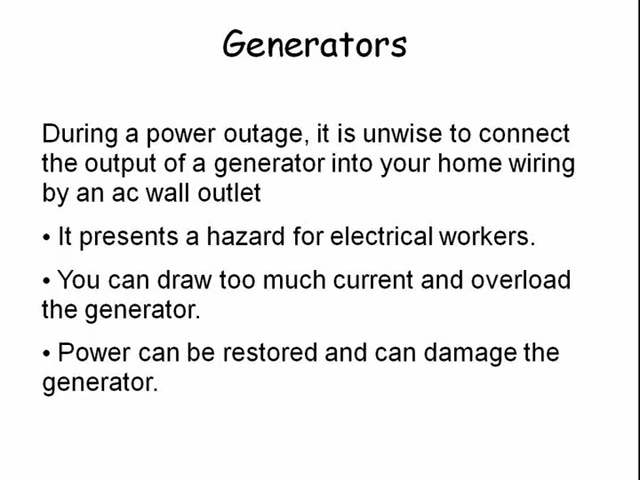 Generators
During a power outage, it is unwise to connect
the output of a generator into your home wiring
by an ac wall outlet
• It presents a hazard for electrical workers.
• You can draw too much current and overload
the generator.
• Power can be restored and can damage the
generator.